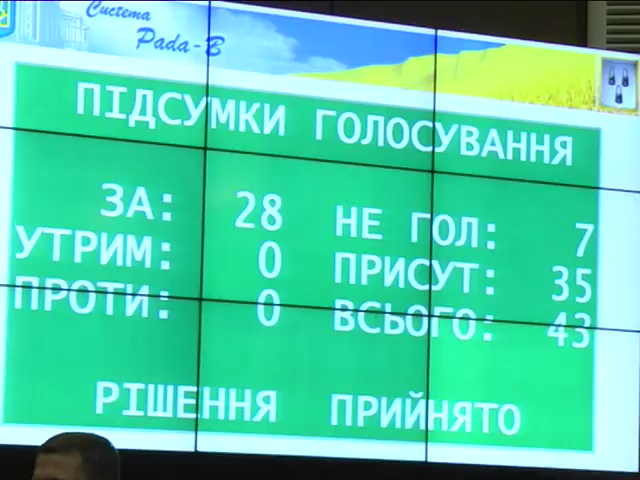 Система
Рада-В
ПІДСУМКИ ГОЛОСУВАННЯ
ЗА: 28 НЕ ГОЛ: 7
УТРИМ: 0 ПРИСУТ: 35
ПРОТИ: 0 ВСЬОГО: 43
РІШЕННЯ ПРИЙНЯТО